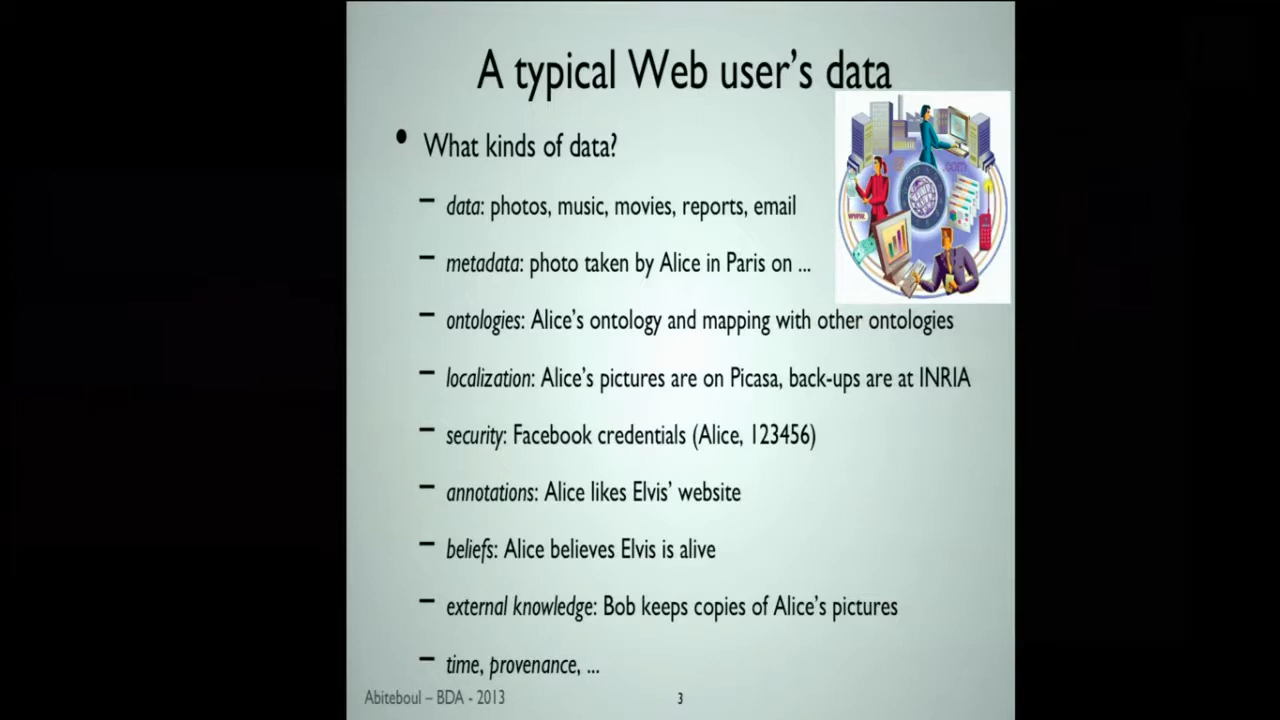 A typical Web user's data
• What kinds of data?
– data: photos, music, movies, reports, email
– metadata: photo taken by Alice in Paris on ...
– ontologies: Alice's ontology and mapping with other ontologies
– localization: Alice's pictures are on Picasa, back-ups are at INRIA
– security: Facebook credentials (Alice, 123456)
– annotations: Alice likes Elvis' website
– beliefs: Alice believes Elvis is alive
– external knowledge: Bob keeps copies of Alice's pictures
– time, provenance, ...
Abiteboul – BDA - 2013
3
.com